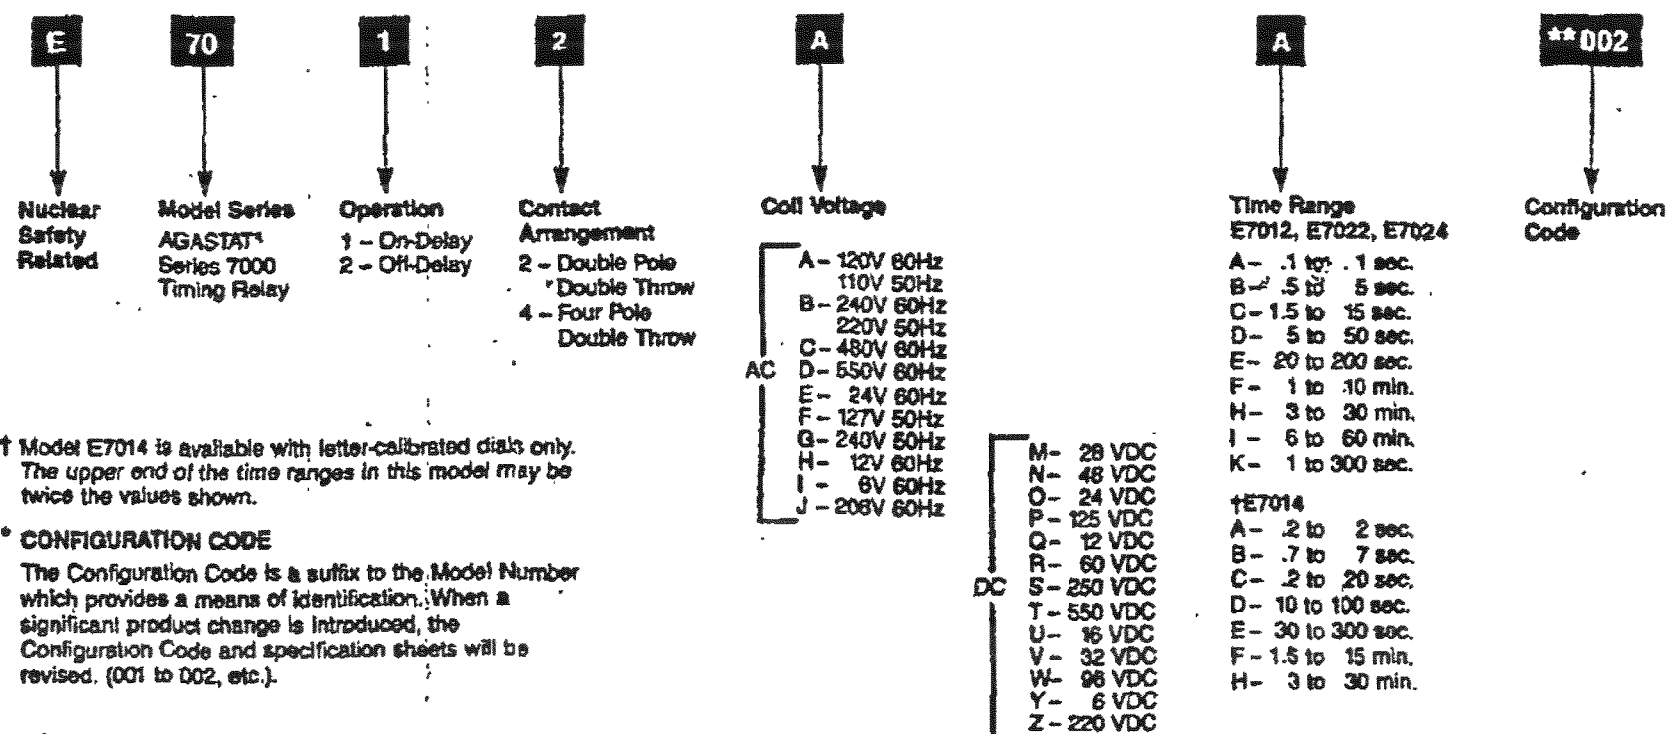 E 70 1 2 A A **002
Nuclear
Safety
Related
Model Series
AGASTAT
Series 7000
Timing Relay
Operation
1 – On-Delay
2 – Off-Delay
Contact
Arrangement
2 – Double Pole
Double Throw
4 – Four Pole
Double Throw
Coil Voltage
AC
A – 120V 60Hz
110V 50Hz
B – 240V 60Hz
220V 50Hz
C – 480V 60Hz
D – 550V 60Hz
E – 24V 60Hz
F – 127V 50Hz
G – 240V 50Hz
H – 12V 60Hz
I – 6V 60Hz
J – 208V 60Hz
DC
M – 28 VDC
N – 48 VDC
O – 24 VDC
P – 125 VDC
Q – 12 VDC
R – 60 VDC
S – 250 VDC
T – 550 VDC
U – 16 VDC
V – 32 VDC
W – 96 VDC
Y – 6 VDC
Z – 220 VDC
Time Range
E7012, E7022, E7024
A – .1 to 1 sec.
B – .5 to 5 sec.
C – 1.5 to 15 sec.
D – 5 to 50 sec.
E – 20 to 200 sec.
F – 1 to 10 min.
H – 3 to 30 min.
I – 6 to 60 min.
K – 1 to 300 sec.
†E7014
A – .2 to 2 sec.
B – .7 to 7 sec.
C – .2 to 20 sec.
D – 10 to 100 sec.
E – 30 to 300 sec.
F – 1.5 to 15 min.
H – 3 to 30 min.
Configuration
Code
† Model E7014 is available with letter-calibrated dials only.
The upper end of the time ranges in this model may be
twice the values shown.
* CONFIGURATION CODE
The Configuration Code is a suffix to the Model Number
which provides a means of identification. When a
significant product change is introduced, the
Configuration Code and specification sheets will be
revised. (001 to 002, etc.).